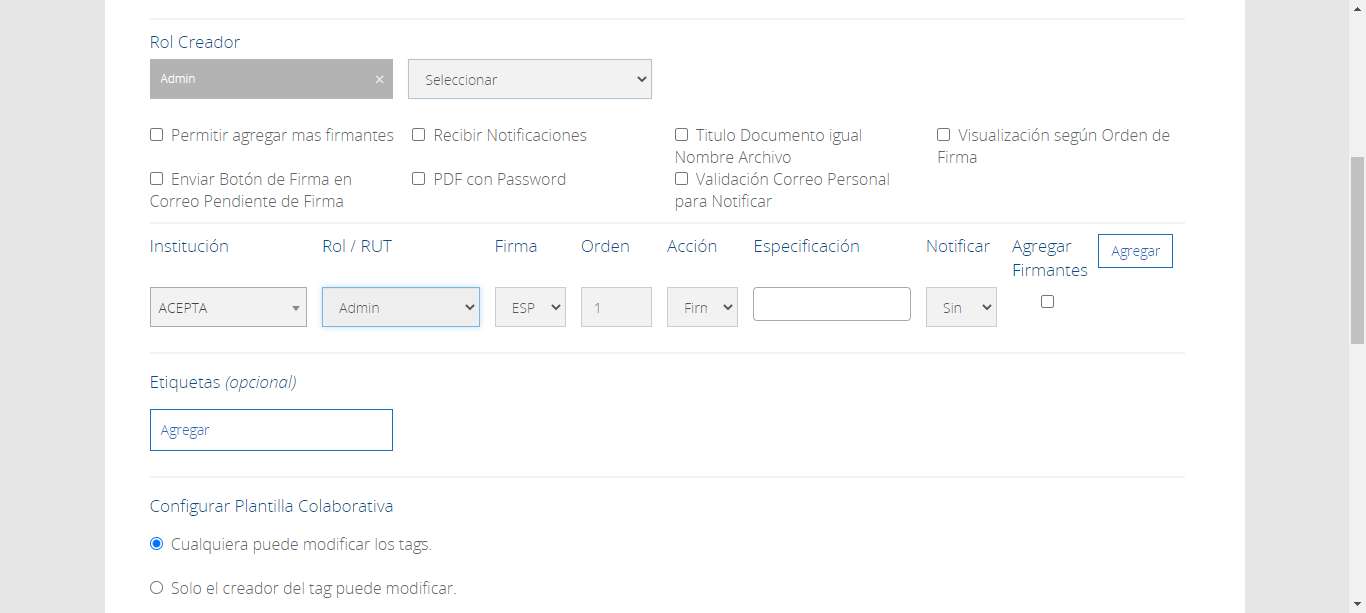 Rol Creador
Admin ×
Seleccionar
Permitir agregar mas firmantes
Recibir Notificaciones
Titulo Documento igual
Nombre Archivo
Visualización según Orden de
Firma
Enviar Botón de Firma en
Correo Pendiente de Firma
PDF con Password
Validación Correo Personal
para Notificar
Institución
Rol / RUT
Firma
Orden
Acción
Especificación
Notificar
Agregar
Firmantes
Agregar
ACEPTA
Admin
ESP
1
Firn
Sin
Etiquetas (opcional)
Agregar
Configurar Plantilla Colaborativa
Cualquiera puede modificar los tags.
Solo el creador del tag puede modificar.